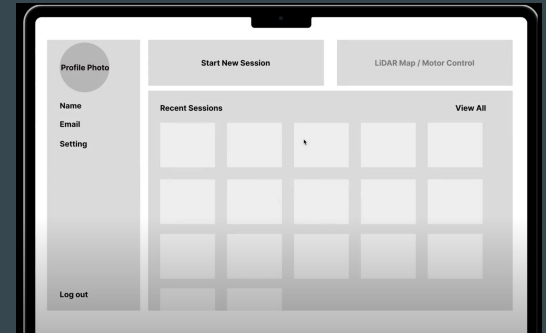 Profile Photo
Name
Email
Setting
Log out
Start New Session
LiDAR Map / Motor Control
Recent Sessions
View All